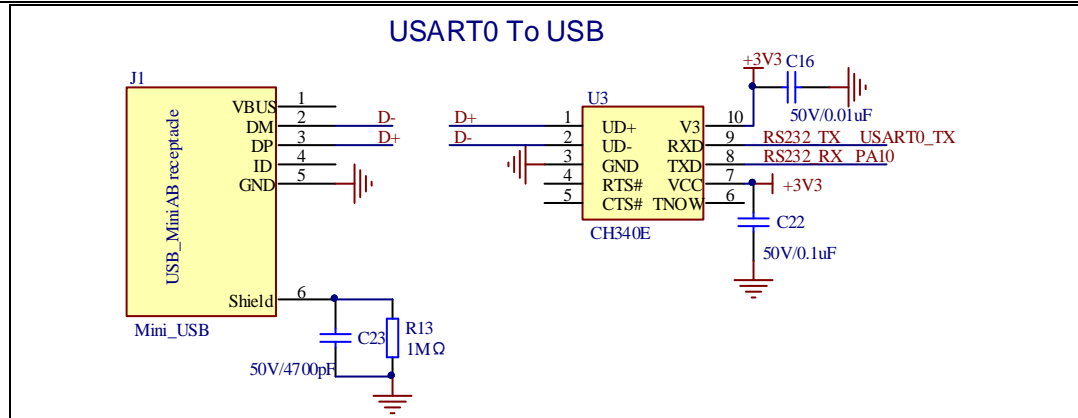 USART0 To USB
J1
USB_MiniAB receptacle
VBUS 1
DM 2 D-
DP 3 D+
ID 4
GND 5
Shield 6
Mini_USB
C23
50V/4700pF
R13
1MΩ
U3
D+ 1 UD+ V3 10
D- 2 UD- RXD 9 RS232_TX USART0_TX
3 GND TXD 8 RS232_RX PA10
4 RTS# VCC 7 +3V3
5 CTS# TNOW 6
CH340E
+3V3
C16
50V/0.01uF
C22
50V/0.1uF